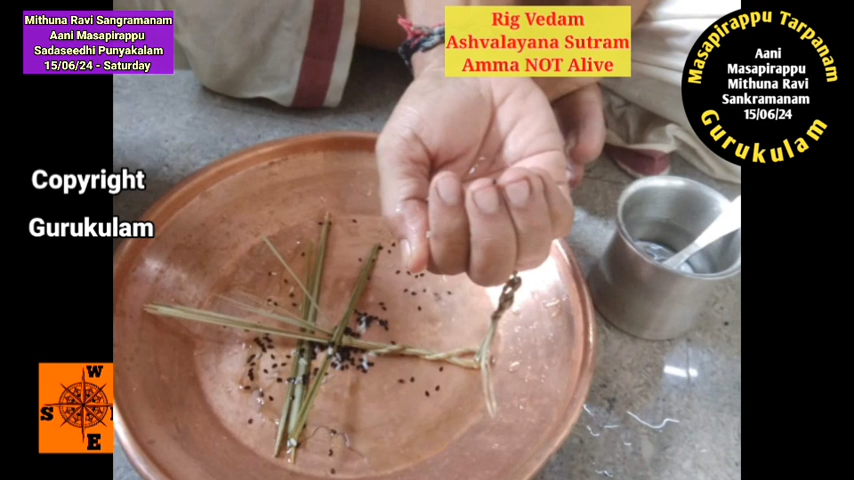 Mithuna Ravi Sangramanam
Aani Masapirappu
Sadaseedhi Punyakalam
15/06/24 - Saturday
Rig Vedam
Ashvalayana Sutram
Amma NOT Alive
Masapirappu Tarpanam
Aani
Masapirappu
Mithuna Ravi
Sankramanam
15/06/24
Gurukulam
Copyright
Gurukulam
W
S
E